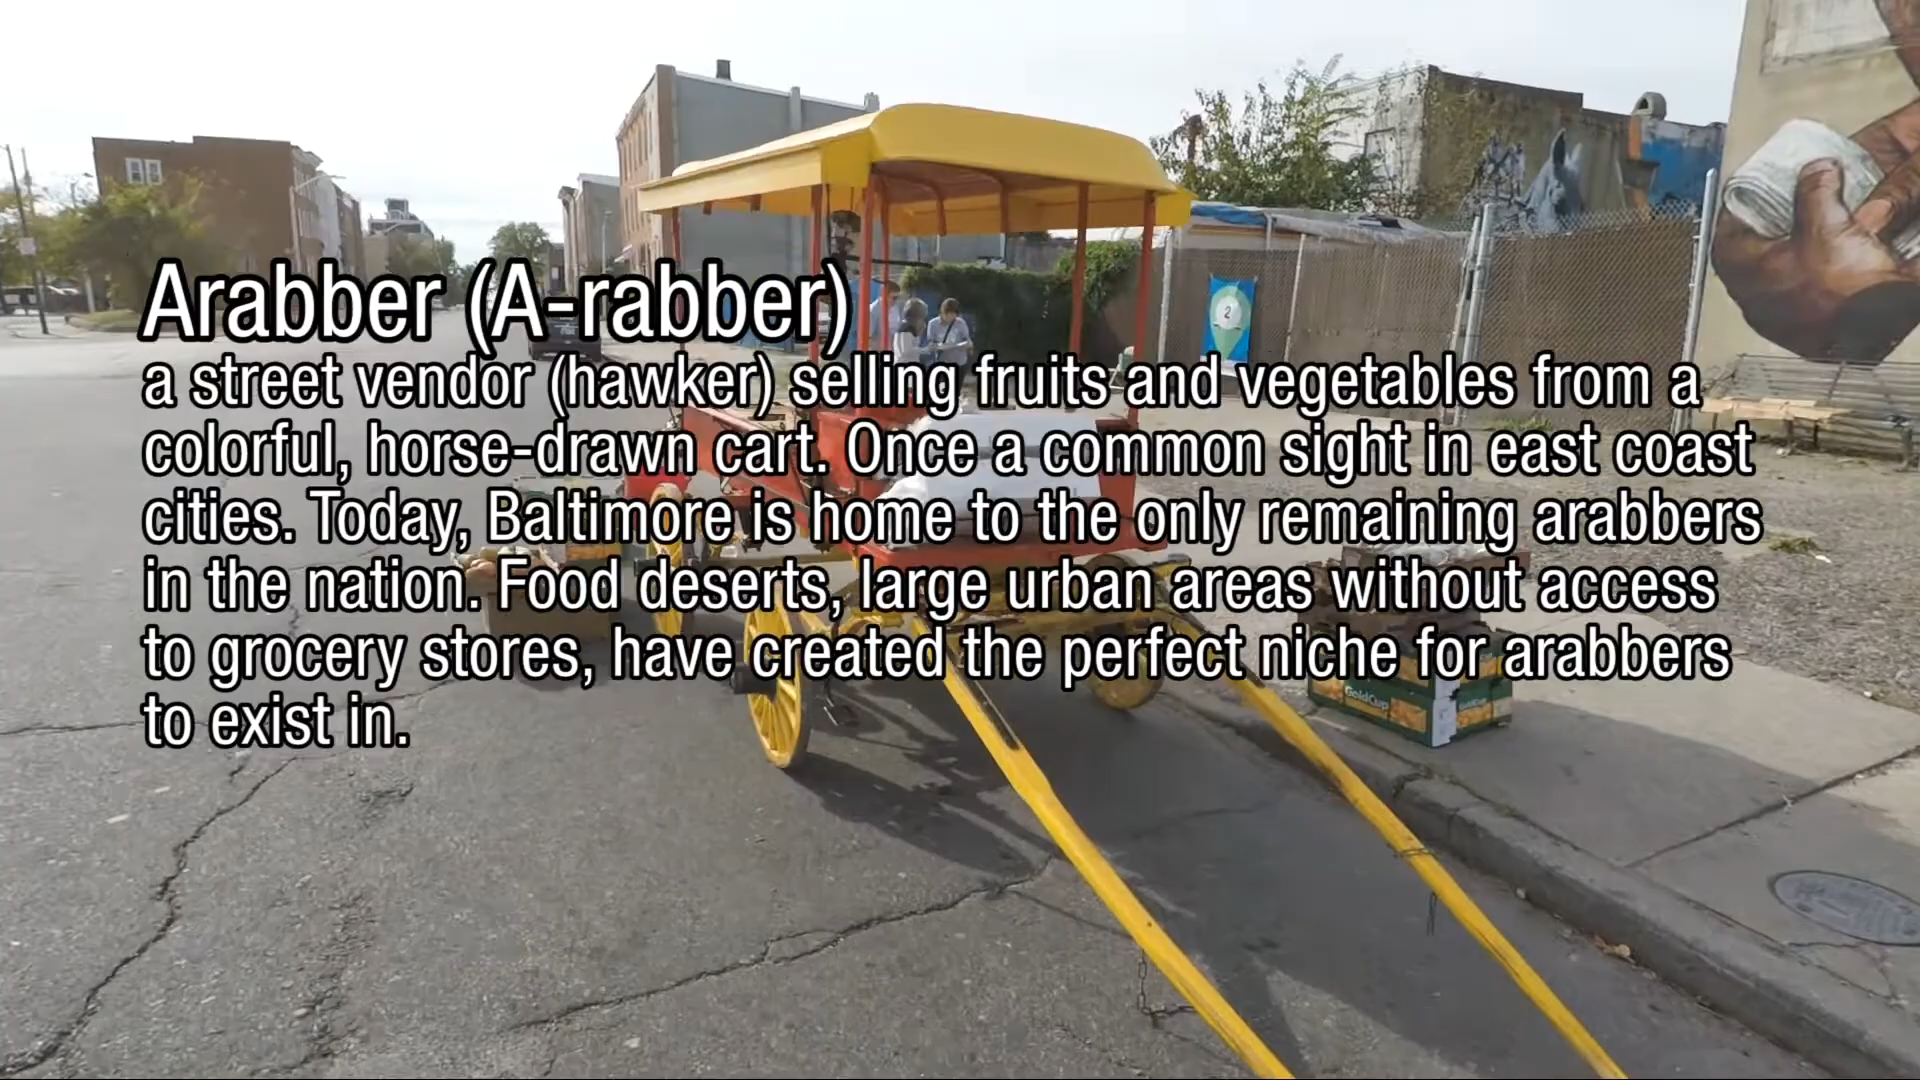 Arabber (A-rabber)
a street vendor (hawker) selling fruits and vegetables from a
colorful, horse-drawn cart. Once a common sight in east coast
cities. Today, Baltimore is home to the only remaining arabbers
in the nation. Food deserts, large urban areas without access
to grocery stores, have created the perfect niche for arabbers
to exist in.
2
GoldCup